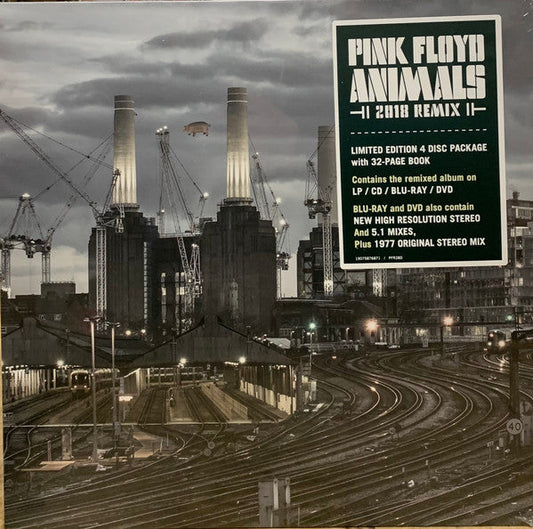 PINK FLOYD
ANIMALS
2018 REMIX
LIMITED EDITION 4 DISC PACKAGE
with 32-PAGE BOOK
Contains the remixed album on
LP / CD / BLU-RAY / DVD
BLU-RAY and DVD also contain
NEW HIGH RESOLUTION STEREO
And 5.1 MIXES,
Plus 1977 ORIGINAL STEREO MIX
40